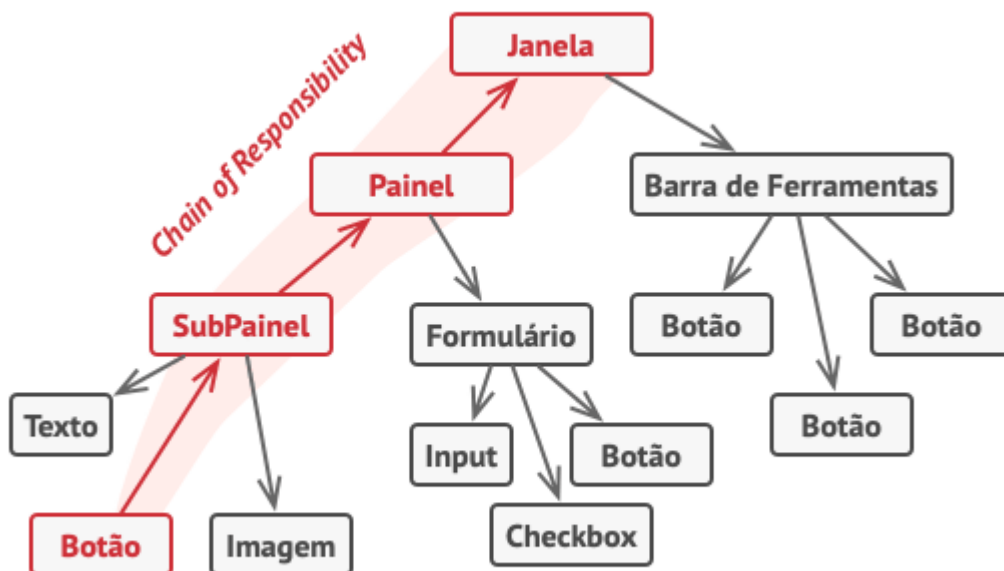 Janela
Chain of Responsibility
Painel
Barra de Ferramentas
SubPainel
Formulário
Botão
Botão
Texto
Input
Botão
Botão
Botão
Imagem
Checkbox